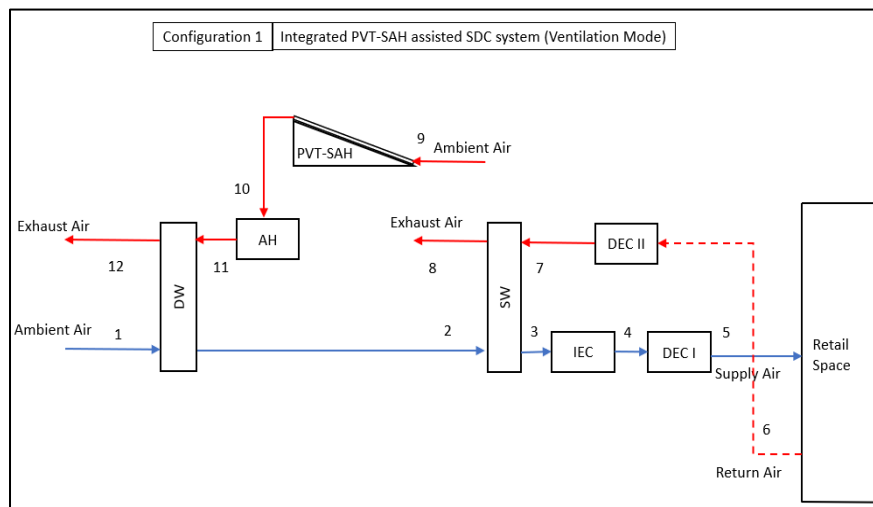 Configuration 1 Integrated PVT-SAH assisted SDC system (Ventilation Mode)
9
Ambient Air
PVT-SAH
10
Exhaust Air
AH
Exhaust Air
DEC II
12
11
8
7
DW
SW
Ambient Air
1
2
3
4
5
IEC
DEC I
Supply Air
Retail
Space
6
Return Air